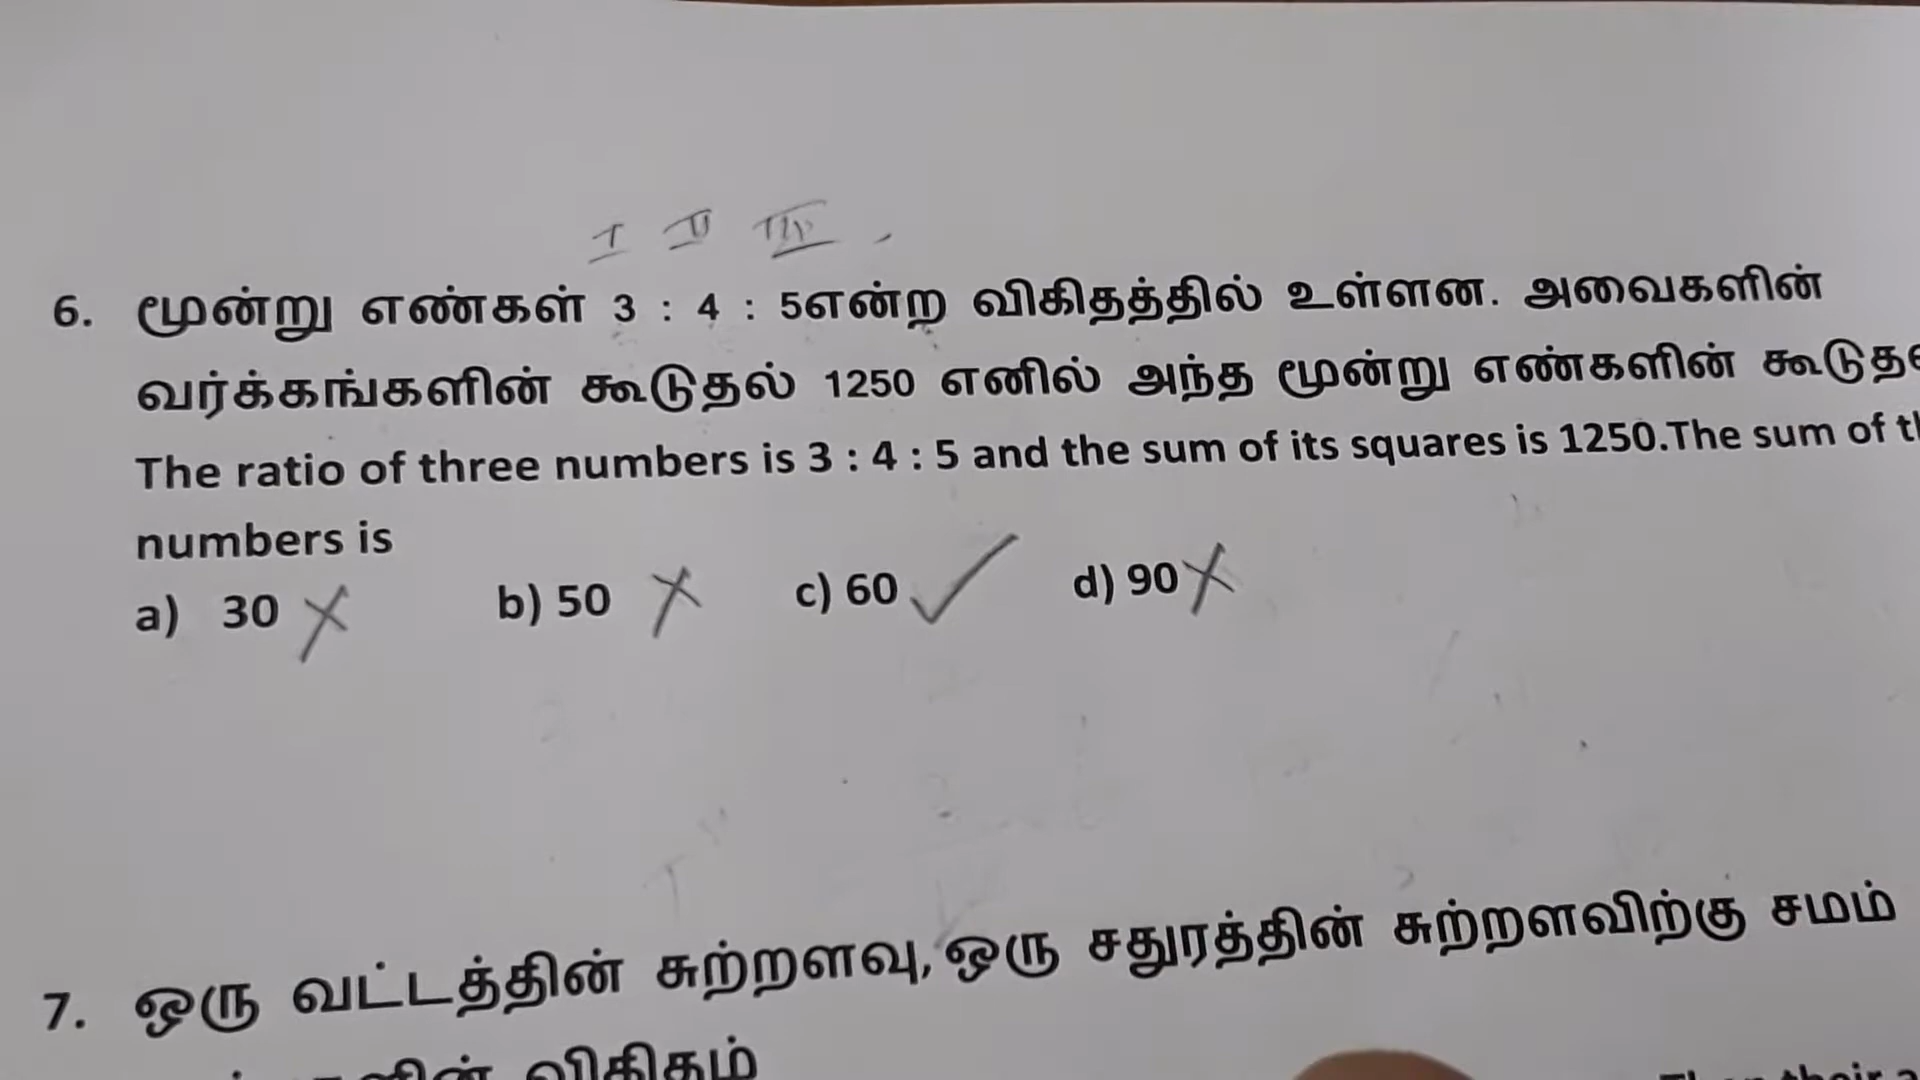 I II III
6. மூன்று எண்கள் 3 : 4 : 5என்ற விகிதத்தில் உள்ளன. அவைகளின்
வர்க்கங்களின் கூடுதல் 1250 எனில் அந்த மூன்று எண்களின்
The ratio of three numbers is 3 : 4 : 5 and the sum of its squares is 1250.The sum of
numbers is
a) 30 b) 50 c) 60 d) 90
7. ஒரு வட்டத்தின் சுற்றளவு, ஒரு சதுரத்தின் சுற்றளவிற்கு சமம்
விகிதம்